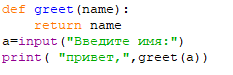 def greet(name):
    return name
a=input("Введите имя:")
print( "привет,",greet(a))